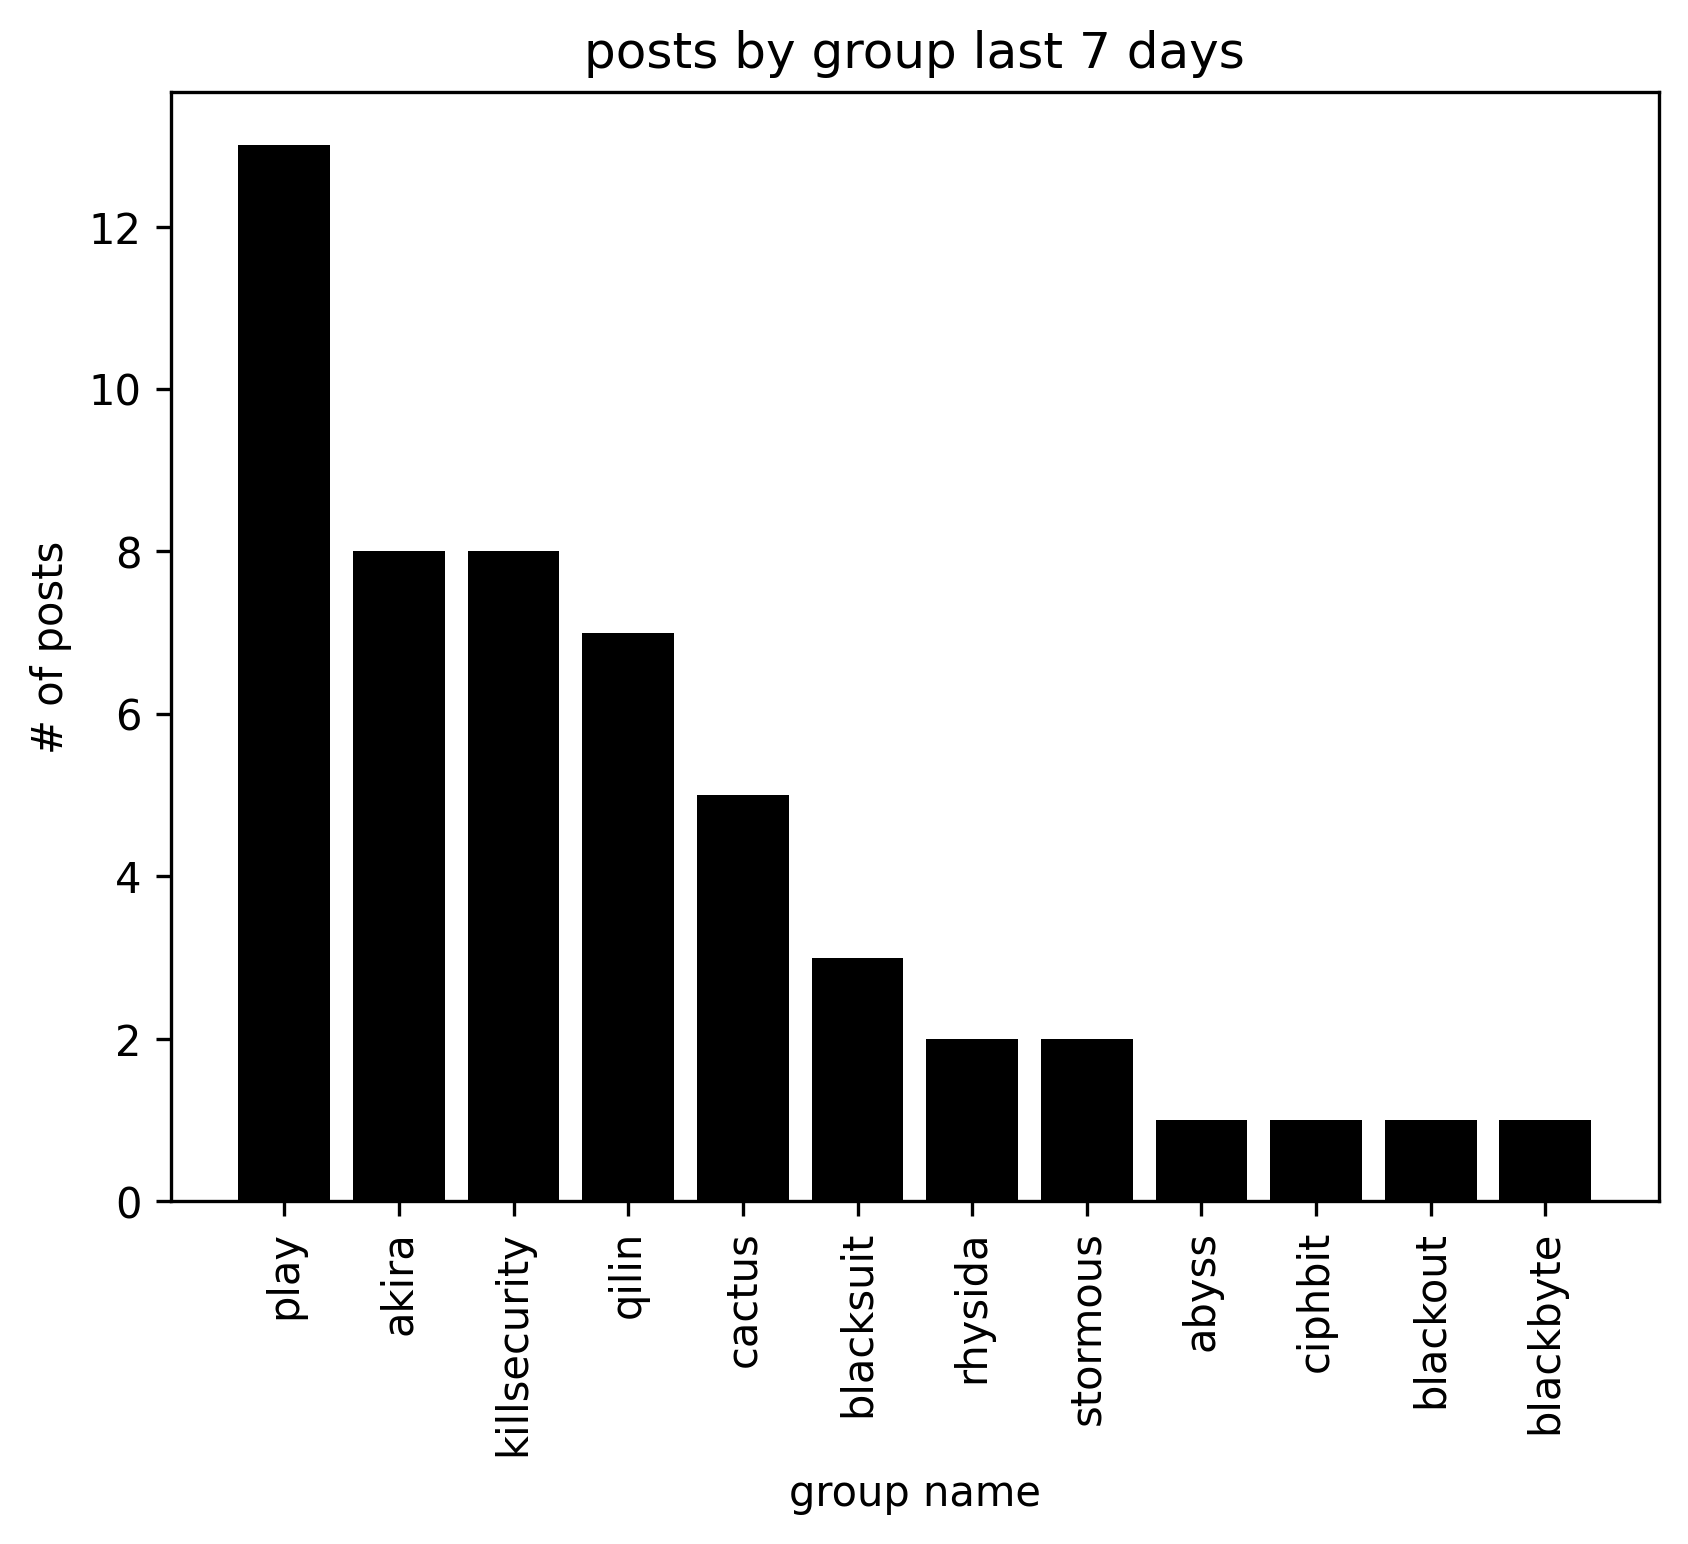 posts by group last 7 days
12
10
8
6
4
2
0
# of posts
play
akira
killsecurity
qilin
cactus
blacksuit
rhysida
stormous
abyss
ciphbit
blackout
blackbyte
group name